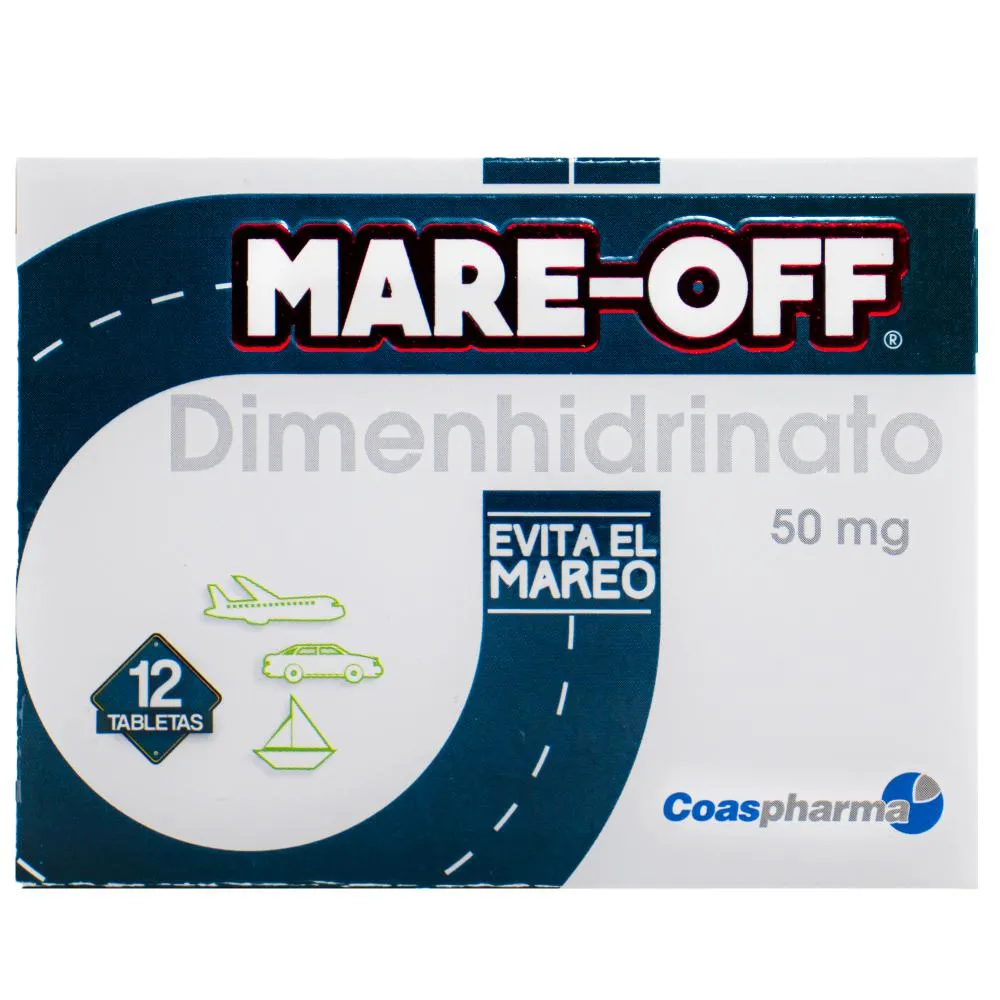 MARE-OFF®
Dimenhidrinato
50 mg
EVITA EL
MAREO
12
TABLETAS
Coaspharma